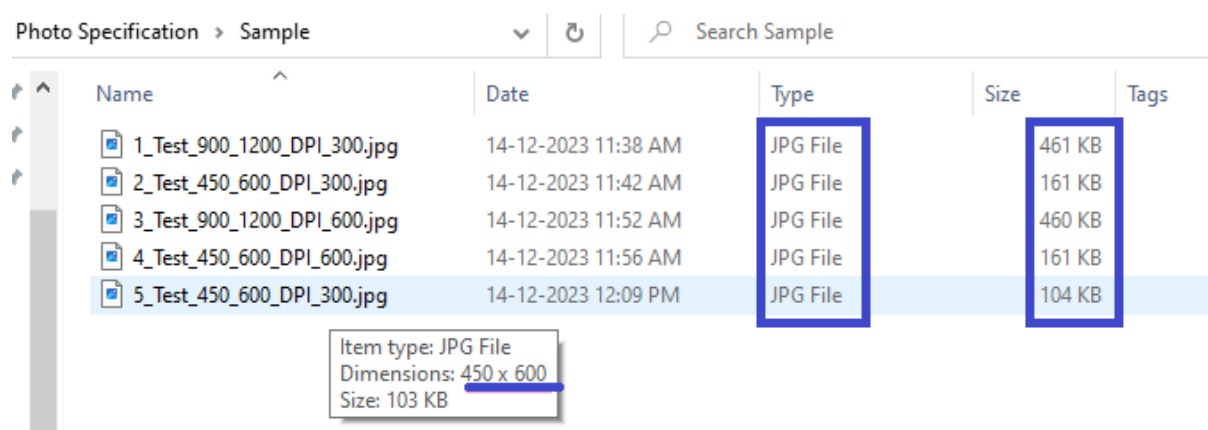 Photo Specification > Sample Search Sample
Name Date Type Size Tags
1_Test_900_1200_DPI_300.jpg 14-12-2023 11:38 AM JPG File 461 KB
2_Test_450_600_DPI_300.jpg 14-12-2023 11:42 AM JPG File 161 KB
3_Test_900_1200_DPI_600.jpg 14-12-2023 11:52 AM JPG File 460 KB
4_Test_450_600_DPI_600.jpg 14-12-2023 11:56 AM JPG File 161 KB
5_Test_450_600_DPI_300.jpg 14-12-2023 12:09 PM JPG File 104 KB
Item type: JPG File
Dimensions: 450 x 600
Size: 103 KB